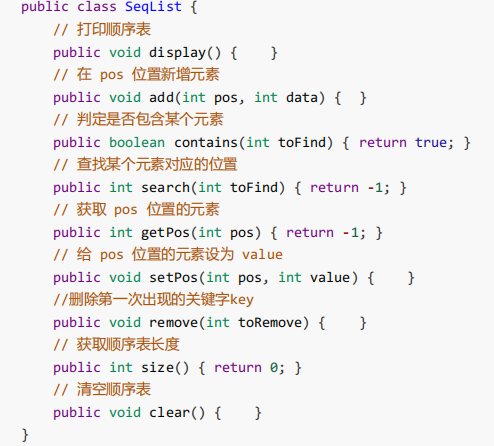 public class SeqList {
    // 打印顺序表
    public void display() {    }
    // 在 pos 位置新增元素
    public void add(int pos, int data) {  }
    // 判定是否包含某个元素
    public boolean contains(int toFind) { return true; }
    // 查找某个元素对应的位置
    public int search(int toFind) { return -1; }
    // 获取 pos 位置的元素
    public int getPos(int pos) { return -1; }
    // 给 pos 位置的元素设为 value
    public void setPos(int pos, int value) {    }
    //删除第一次出现的关键字key
    public void remove(int toRemove) {    }
    // 获取顺序表长度
    public int size() { return 0; }
    // 清空顺序表
    public void clear() {    }
}